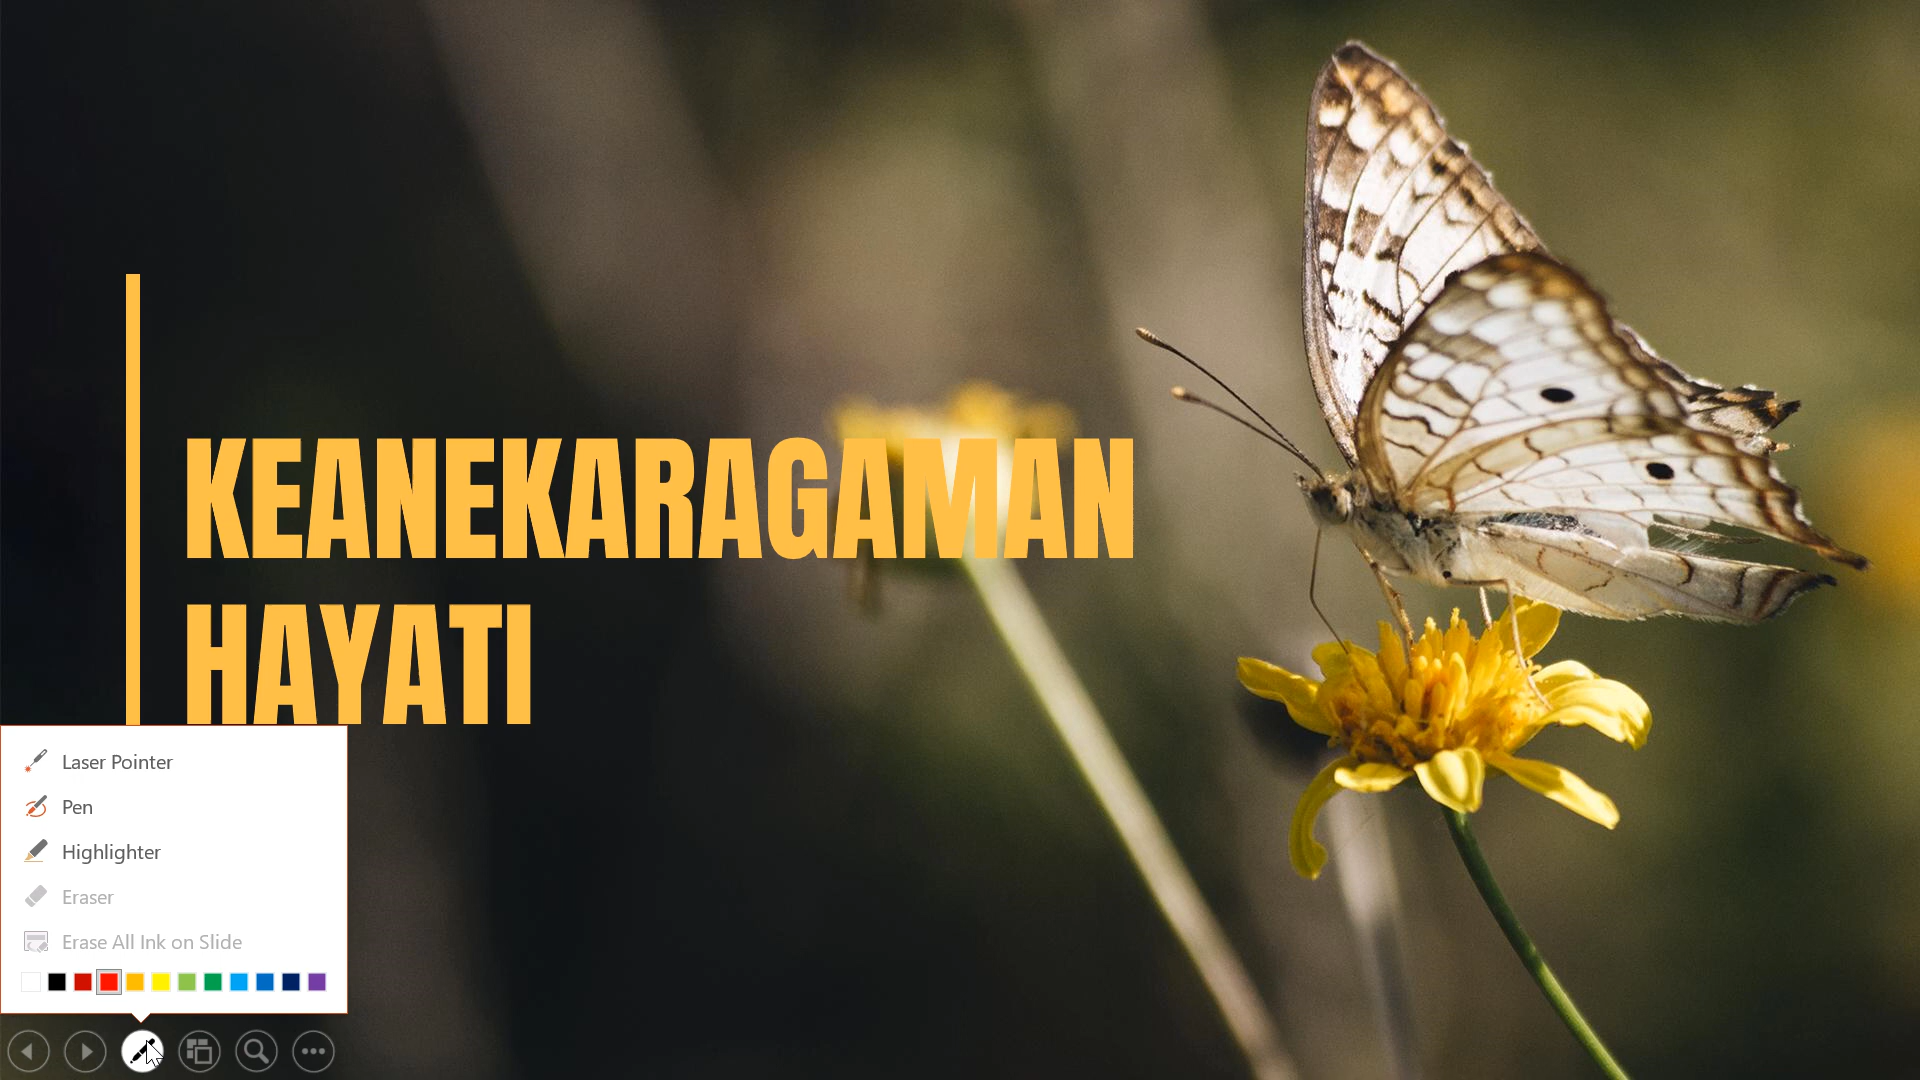 KEANEKARAGAMAN
HAYATI
Laser Pointer
Pen
Highlighter
Eraser
Erase All Ink on Slide